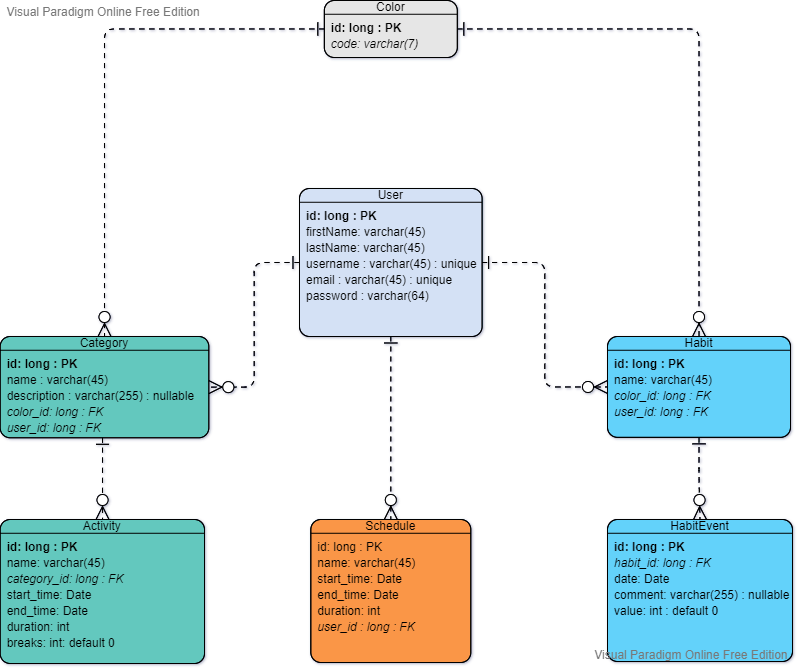 Visual Paradigm Online Free Edition
Color
id: long : PK
code: varchar(7)
User
id: long : PK
firstName: varchar(45)
lastName: varchar(45)
username : varchar(45) : unique
email : varchar(45) : unique
password : varchar(64)
Category
id: long : PK
name : varchar(45)
description : varchar(255) : nullable
color_id: long : FK
user_id: long : FK
Habit
id: long : PK
name: varchar(45)
color_id: long : FK
user_id: long : FK
Activity
id: long : PK
name: varchar(45)
category_id: long : FK
start_time: Date
end_time: Date
duration: int
breaks: int: default 0
Schedule
id: long : PK
name: varchar(45)
start_time: Date
end_time: Date
duration: int
user_id : long : FK
HabitEvent
id: long : PK
habit_id: long : FK
date: Date
comment: varchar(255) : nullable
value: int : default 0
Visual Paradigm Online Free Edition